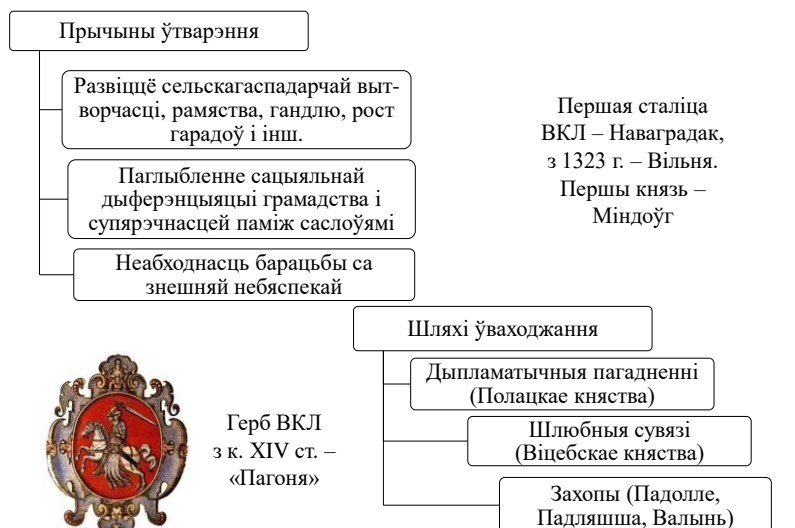 Прычыны ўтварэння
Развіццё сельскагаспадарчай выт-
ворчасці, рамяства, гандлю, рост
гарадоў і інш.
Паглыбленне сацыяльнай
дыферэнцыяцыі грамадства і
супярэчнасцей паміж саслоўямі
Неабходнасць барацьбы са
знешняй небяспекай
Першая сталіца
ВКЛ – Наваградак,
з 1323 г. – Вільня.
Першы князь –
Міндоўг
Шляхі ўваходжання
Дыпламатычныя пагадненні
(Полацкае княства)
Шлюбныя сувязі
(Віцебскае княства)
Захопы (Падолле,
Падляшша, Валынь)
Герб ВКЛ
з к. XIV ст. –
«Пагоня»